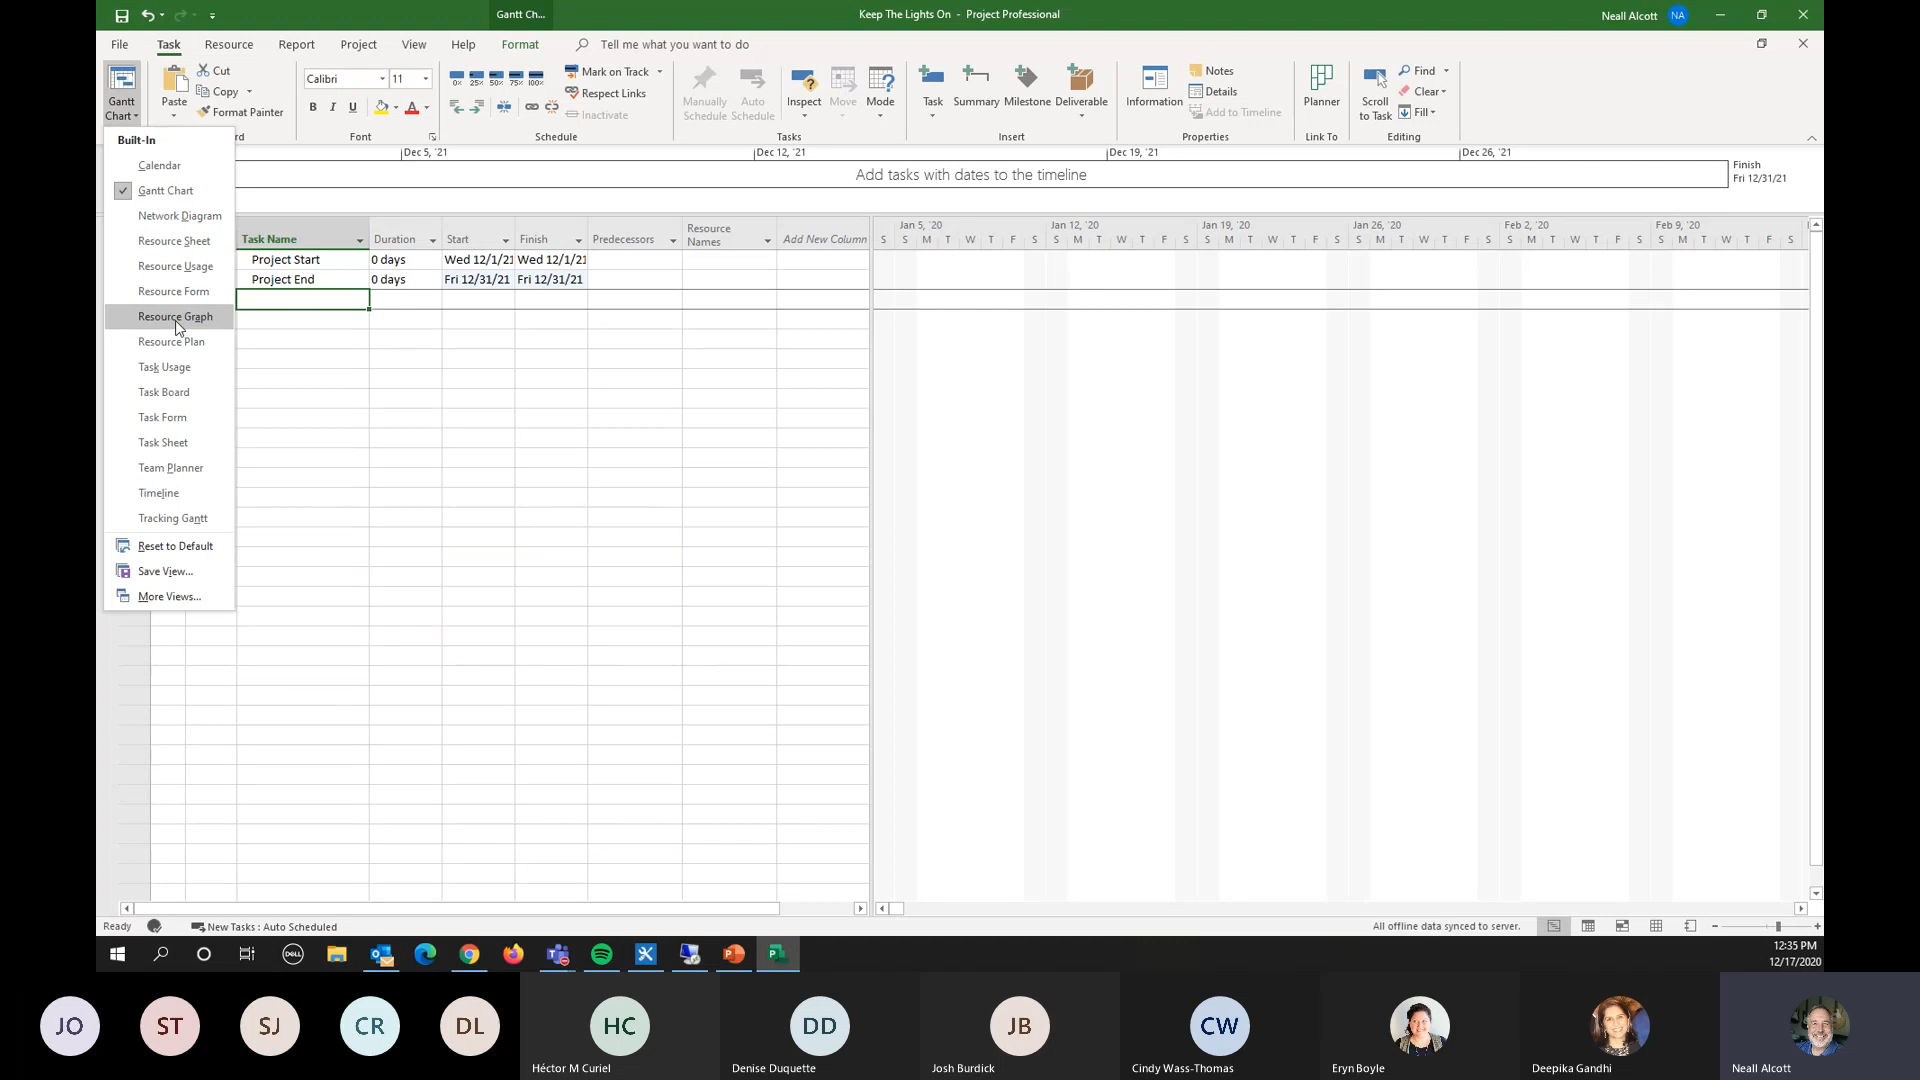 Gantt Ch...
Keep The Lights On - Project Professional
Neall Alcott
NA
File
Task
Resource
Report
Project
View
Help
Format
Tell me what you want to do
Gantt
Chart
Paste
Cut
Copy
Format Painter
Calibri
11
B
I
U
A
Font
0×
25×
50×
75×
100×
Mark on Track
Respect Links
Inactivate
Schedule
Manually
Schedule
Auto
Schedule
Inspect
Move
Mode
Tasks
Task
Summary
Milestone
Deliverable
Insert
Information
Notes
Details
Add to Timeline
Properties
Planner
Link To
Scroll
to Task
Find
Clear
Fill
Editing
Built-In
Calendar
Gantt Chart
Network Diagram
Resource Sheet
Resource Usage
Resource Form
Resource Graph
Resource Plan
Task Usage
Task Board
Task Form
Task Sheet
Team Planner
Timeline
Tracking Gantt
Reset to Default
Save View...
More Views...
Dec 5, '21
Dec 12, '21
Dec 19, '21
Dec 26, '21
Add tasks with dates to the timeline
Finish
Fri 12/31/21
Task Name
Duration
Start
Finish
Predecessors
Resource
Names
Add New Column
Project Start
0 days
Wed 12/1/21
Wed 12/1/21
Project End
0 days
Fri 12/31/21
Fri 12/31/21
Jan 5, '20
Jan 12, '20
Jan 19, '20
Jan 26, '20
Feb 2, '20
Feb 9, '20
S S M T W T F S S M T W T F S S M T W T F S S M T W T F S S M T W T F S S M T W T F S
Ready
New Tasks : Auto Scheduled
All offline data synced to server.
DELL
12:35 PM
12/17/2020
JO
ST
SJ
CR
DL
HC
Héctor M Curiel
DD
Denise Duquette
JB
Josh Burdick
CW
Cindy Wass-Thomas
Eryn Boyle
Deepika Gandhi
Neall Alcott